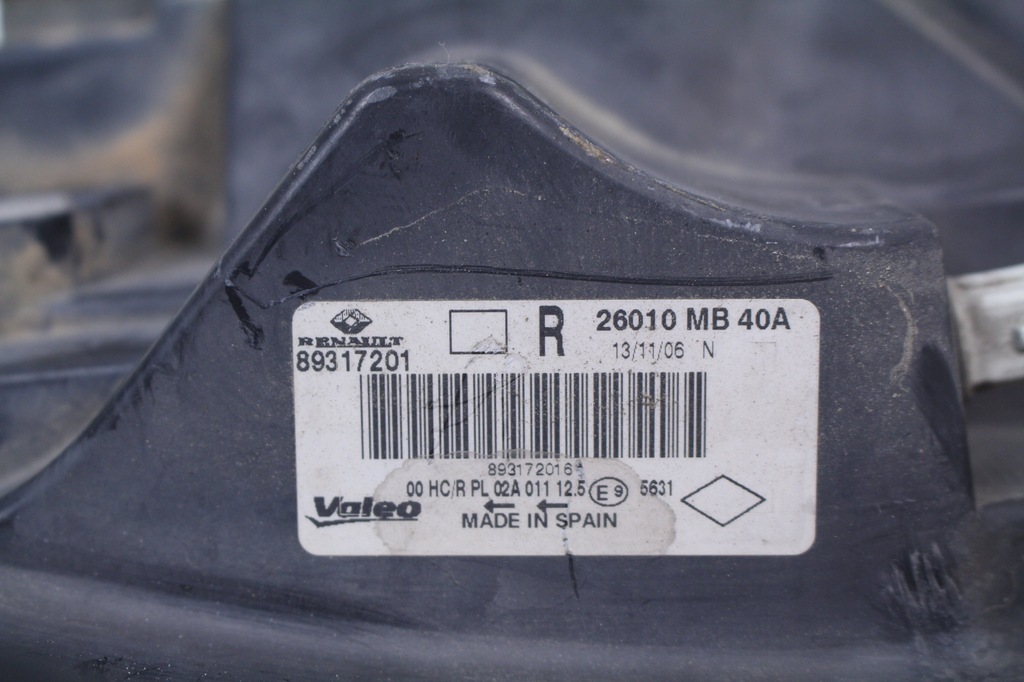 RENAULT
89317201
R
26010 MB 40A
13/11/06 N
893172016
00 HC/R PL 02A 011 12.5 E 9 5631
Valeo
MADE IN SPAIN